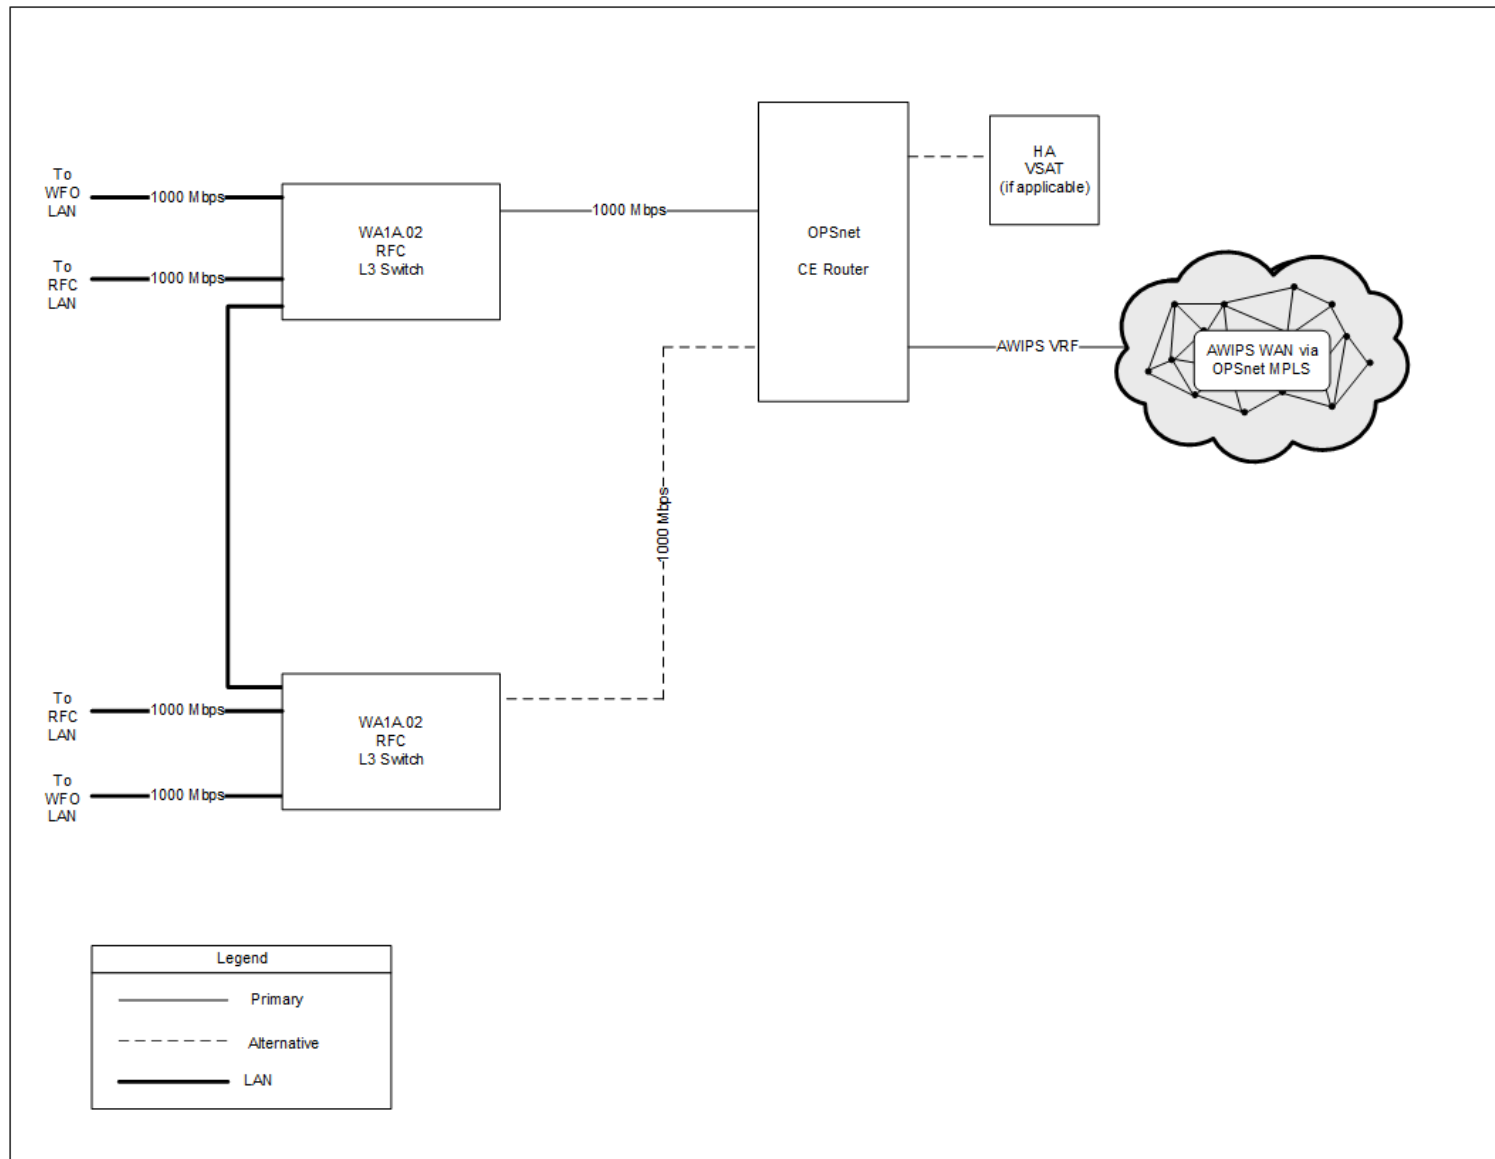 To
WFO
LAN
1000 Mbps
To
RFC
LAN
1000 Mbps
WA1A.02
RFC
L3 Switch
1000 Mbps
OPSnet
CE Router
HA
VSAT
(if applicable)
AWIPS VRF
AWIPS WAN via
OPSnet MPLS
1000 Mbps
To
RFC
LAN
1000 Mbps
To
WFO
LAN
1000 Mbps
WA1A.02
RFC
L3 Switch
Legend
Primary
Alternative
LAN